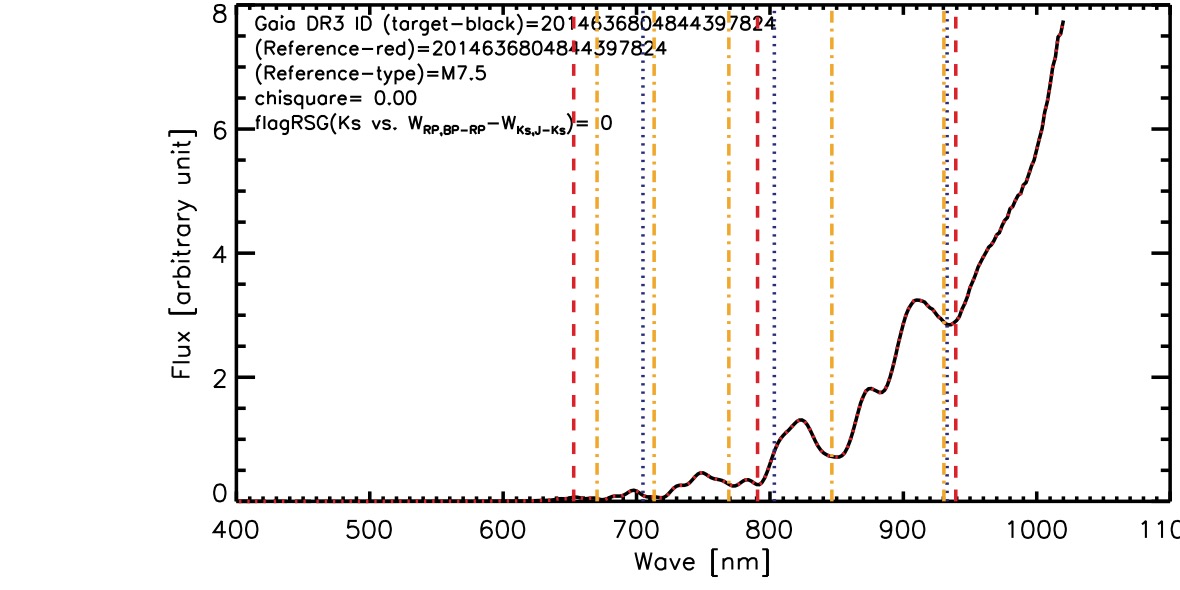 Gaia DR3 ID (target-black)=2014636804844397824
(Reference-red)=2014636804844397824
(Reference-type)=M7.5
chisquare= 0.00
flagRSG(Ks vs. W_RP,BP-RP-W_Ks,J-Ks)= 0
8
6
4
2
0
Flux [arbitrary unit]
400 500 600 700 800 900 1000 110
Wave [nm]